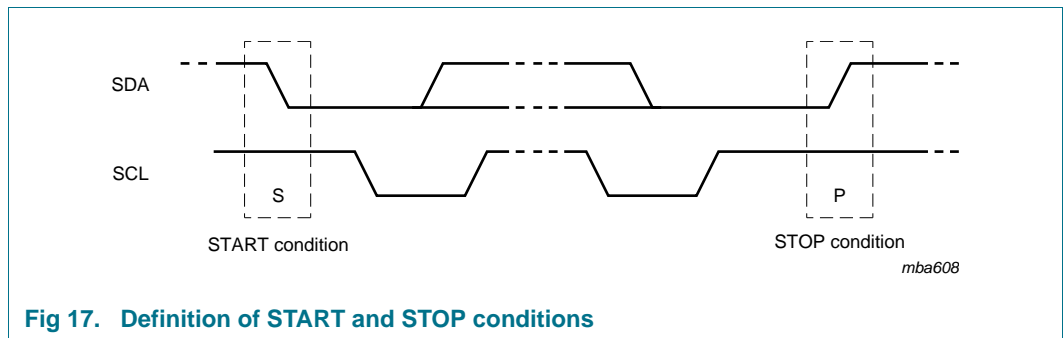 SDA
SCL
S
P
START condition
STOP condition
mba608
Fig 17. Definition of START and STOP conditions